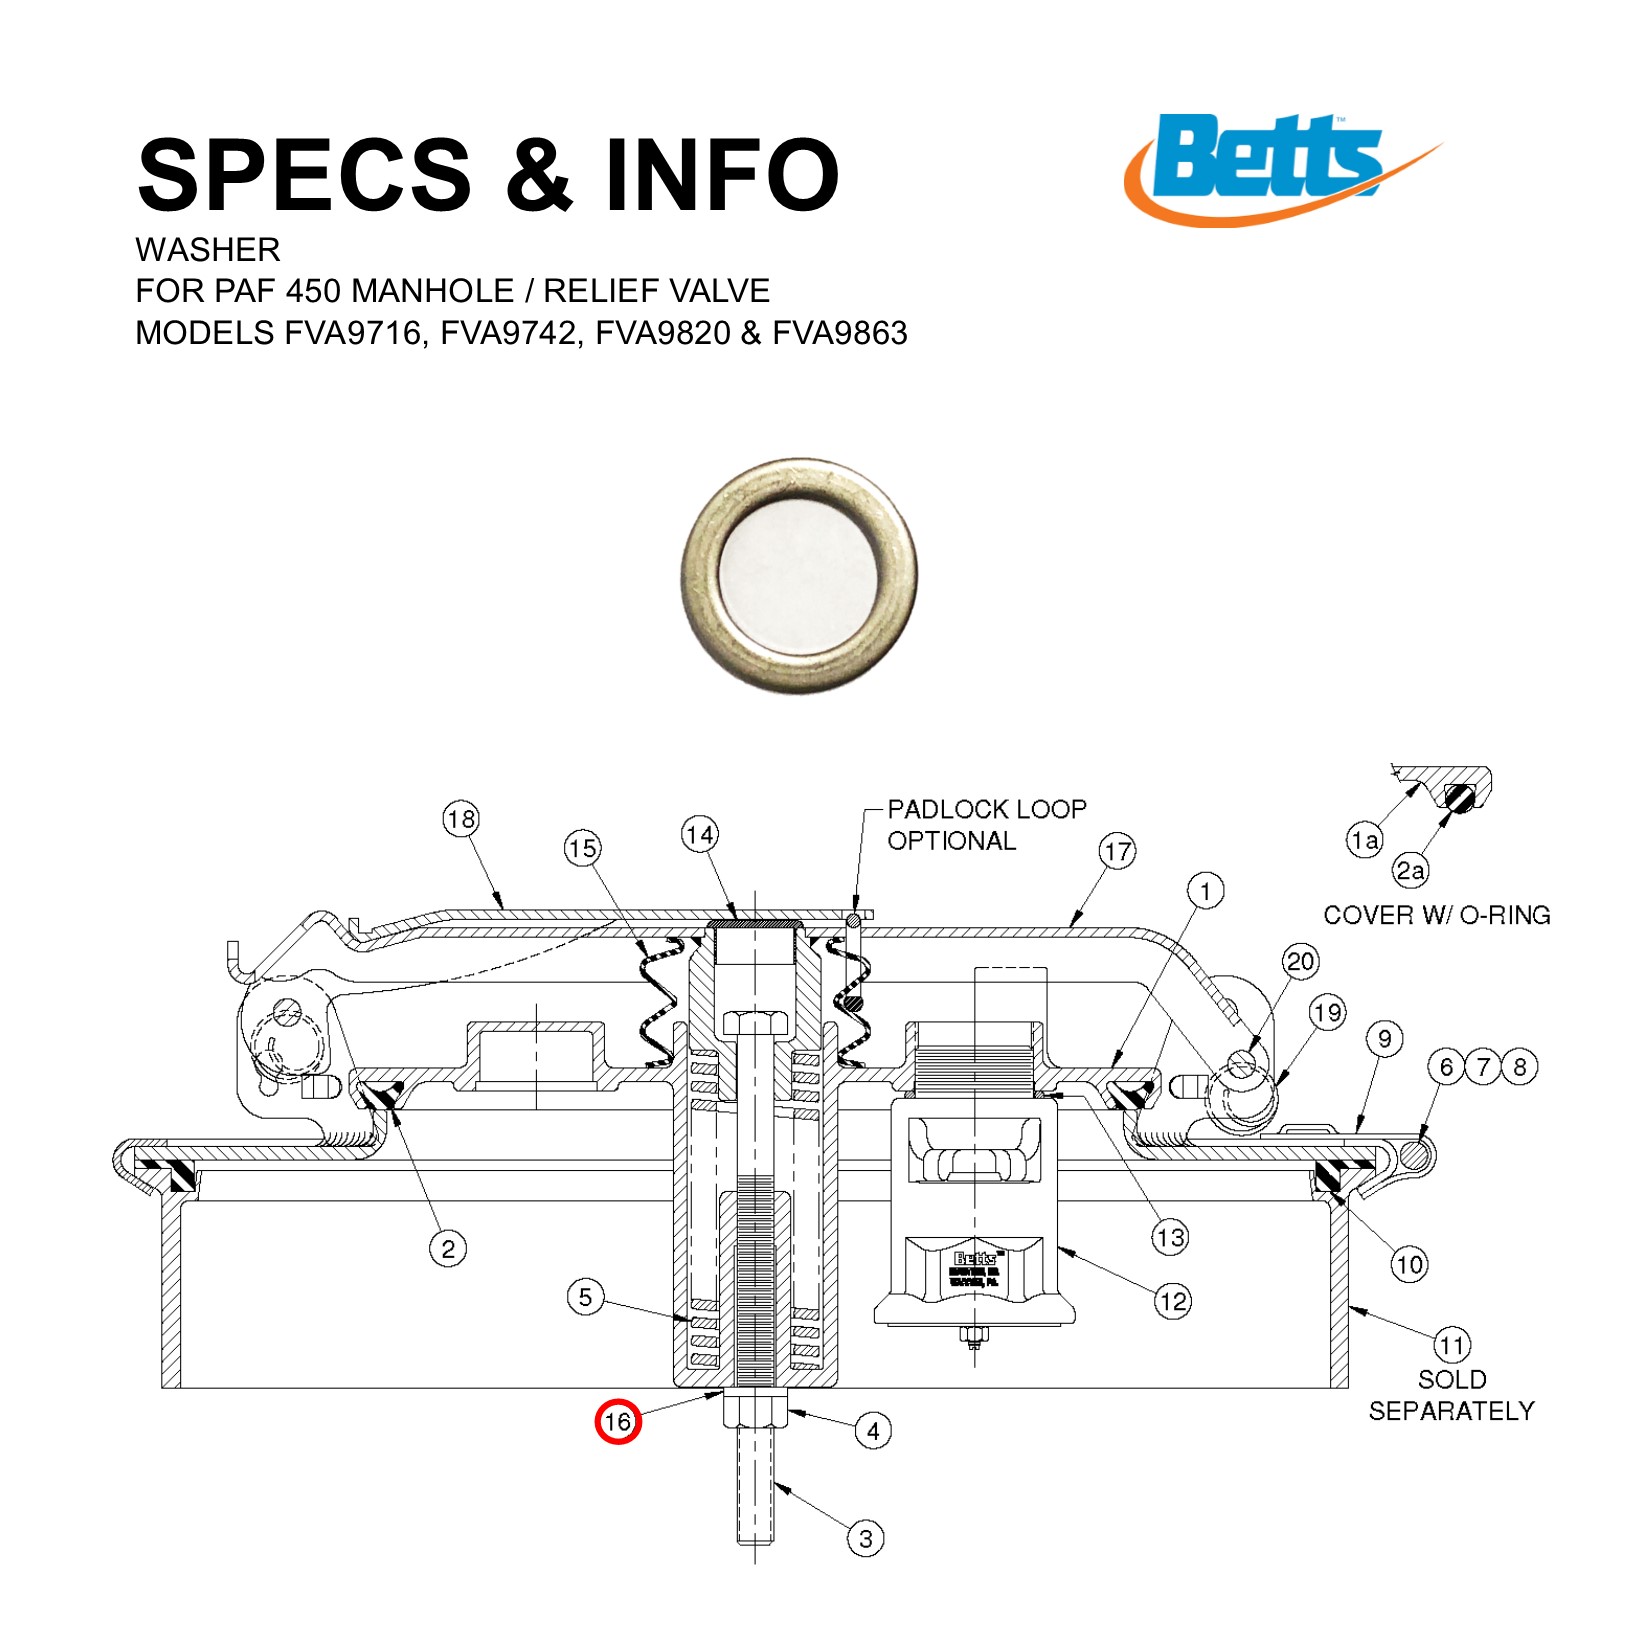 Betts™
SPECS & INFO
WASHER
FOR PAF 450 MANHOLE / RELIEF VALVE
MODELS FVA9716, FVA9742, FVA9820 & FVA9863
18
15
14
PADLOCK LOOP
OPTIONAL
17
1
1a
2a
COVER W/ O-RING
20
19
9
6 7 8
2
13
10
5
Betts™
12
11
SOLD
SEPARATELY
16
4
3